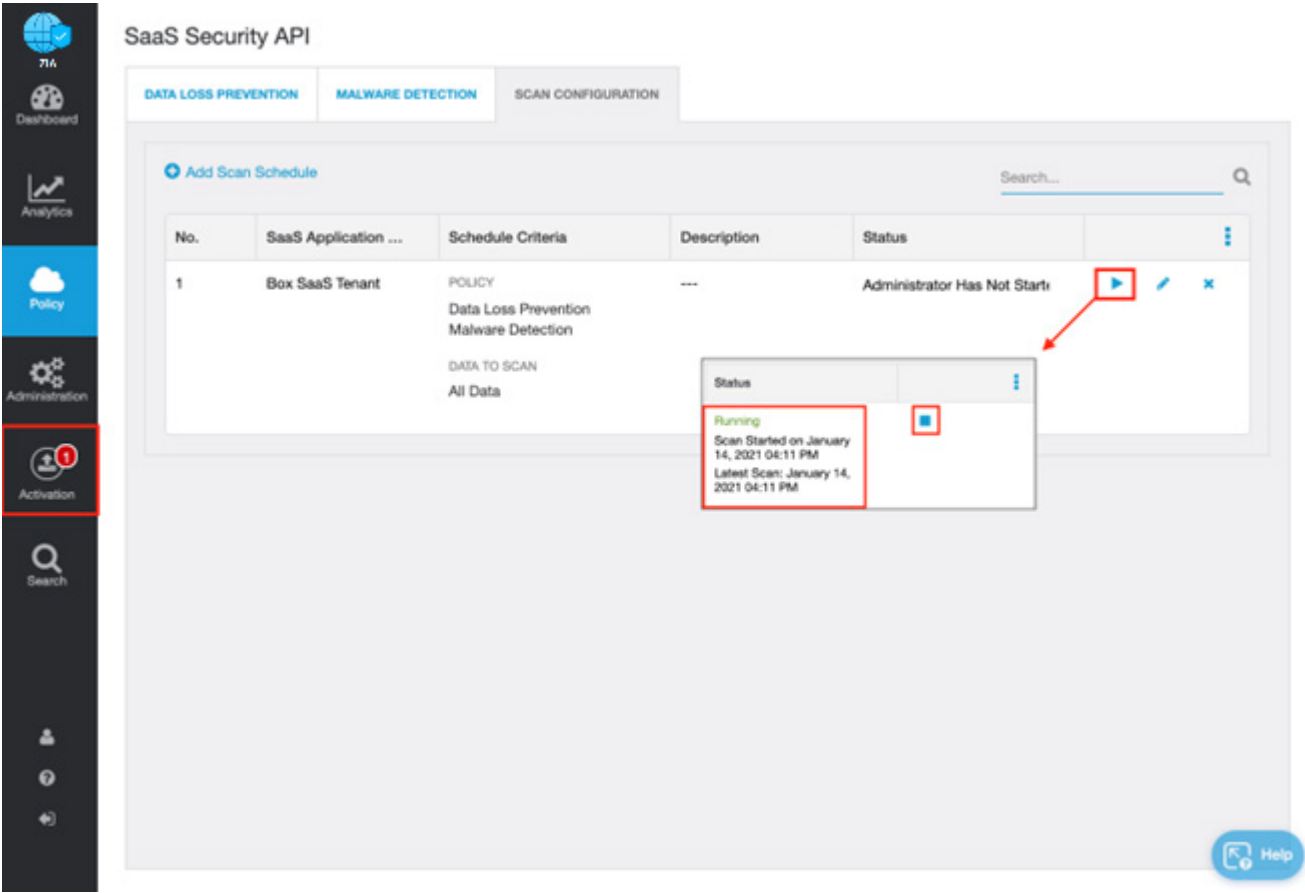 SaaS Security API
ZIA
Dashboard
Analytics
Policy
Administration
1
Activation
Search
DATA LOSS PREVENTION
MALWARE DETECTION
SCAN CONFIGURATION
Add Scan Schedule
Search...
No.
SaaS Application ...
Schedule Criteria
Description
Status
1
Box SaaS Tenant
POLICY
Data Loss Prevention
Malware Detection
DATA TO SCAN
All Data
---
Administrator Has Not Starte
Status
Running
Scan Started on January
14, 2021 04:11 PM
Latest Scan: January 14,
2021 04:11 PM
Help